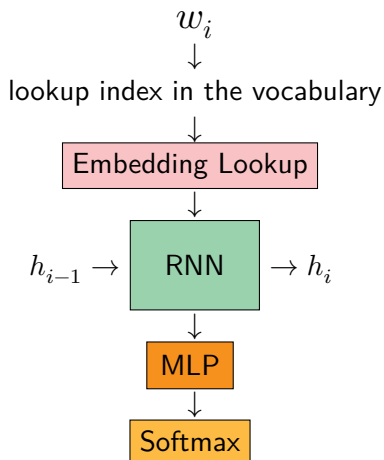 w_i
↓
lookup index in the vocabulary
↓
Embedding Lookup
↓
h_{i−1} → RNN → h_i
↓
MLP
↓
Softmax